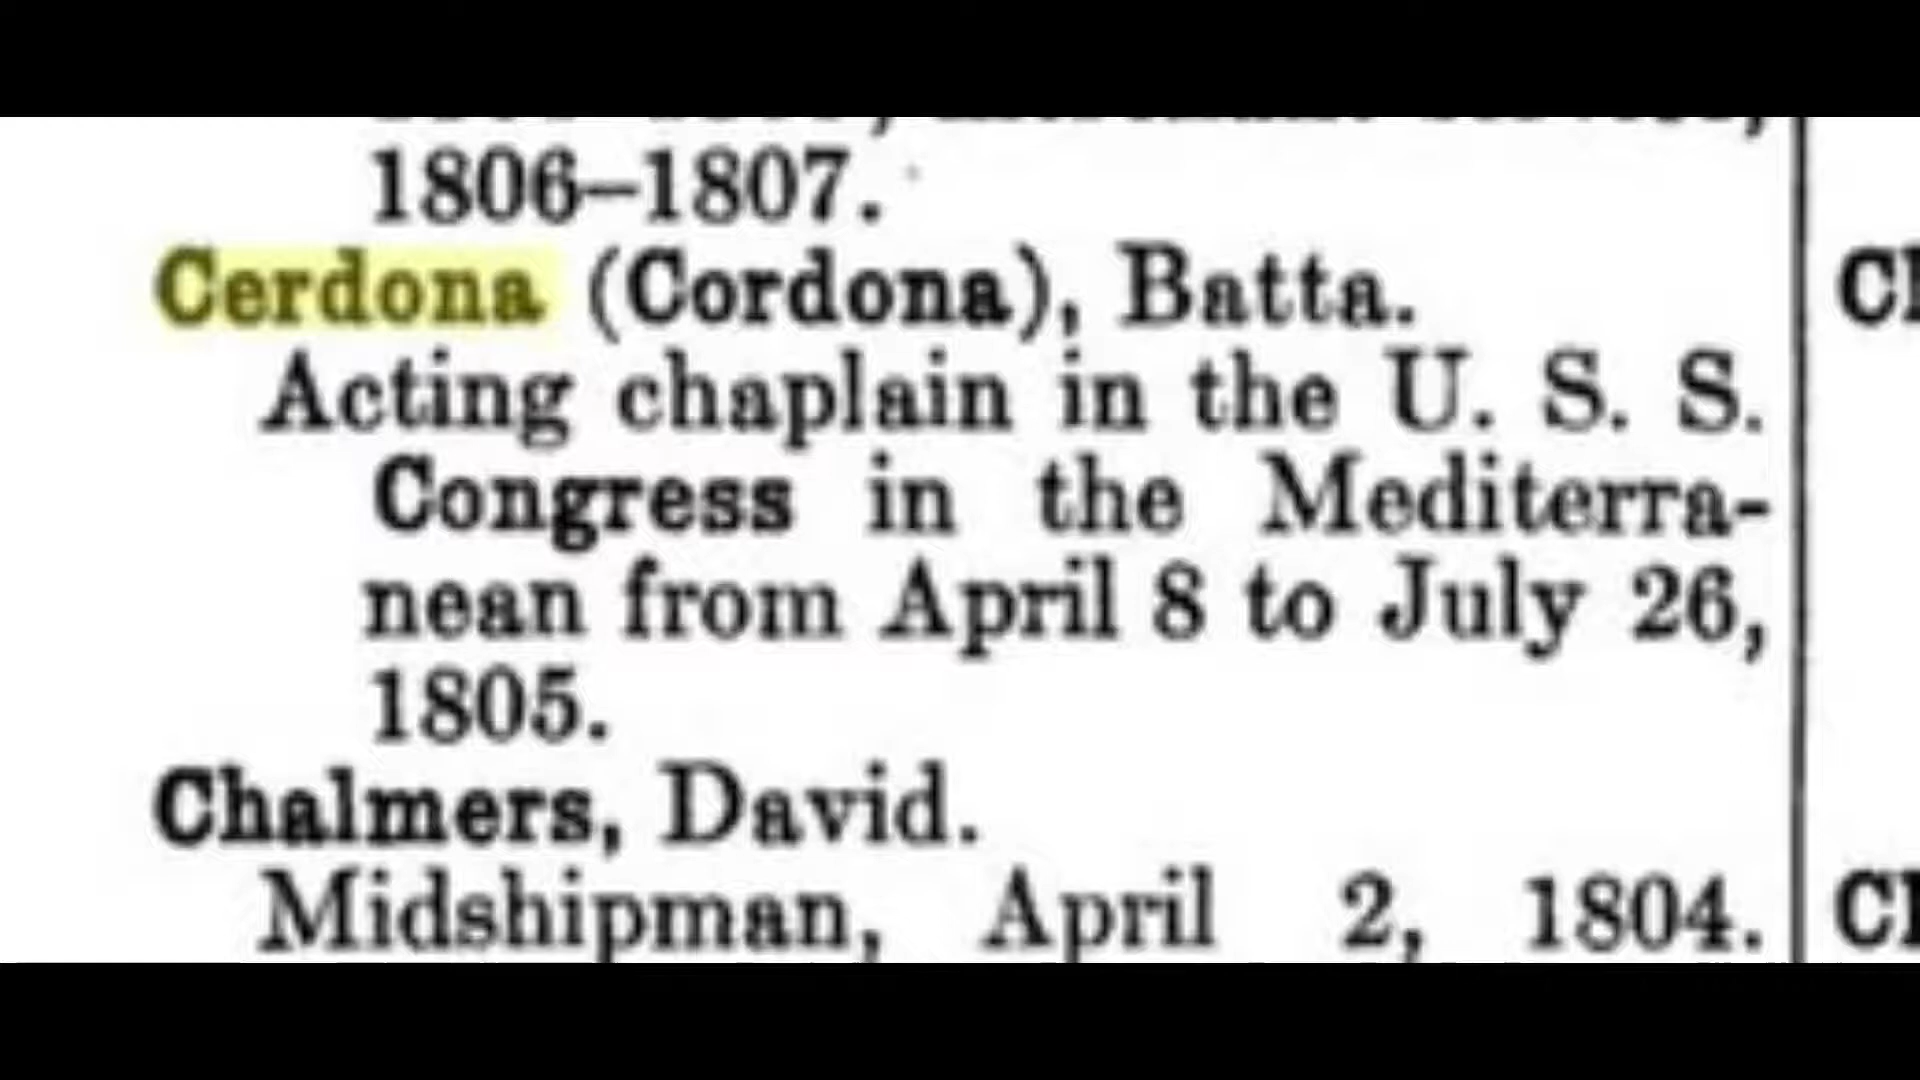 1806–1807.
Cerdona (Cordona), Batta.
Acting chaplain in the U. S. S.
Congress in the Mediterra-
nean from April 8 to July 26,
1805.
Chalmers, David.
Midshipman, April 2, 1804.